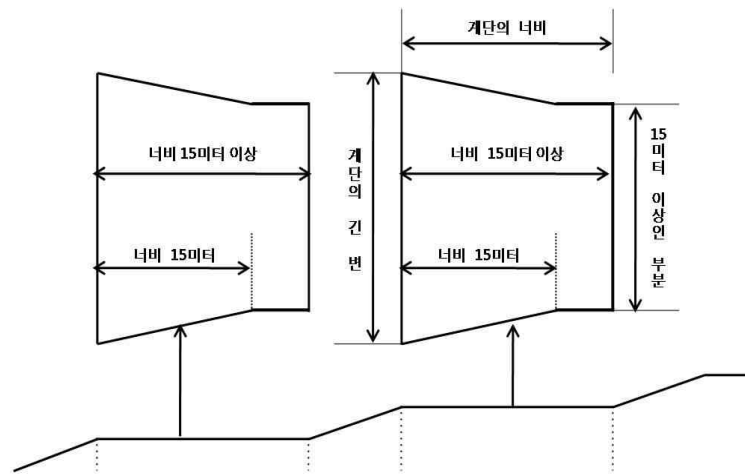 계단의 너비
너비 15미터 이상
너비 15미터
계단의 긴 변
너비 15미터 이상
너비 15미터
15미터 이상인 부분